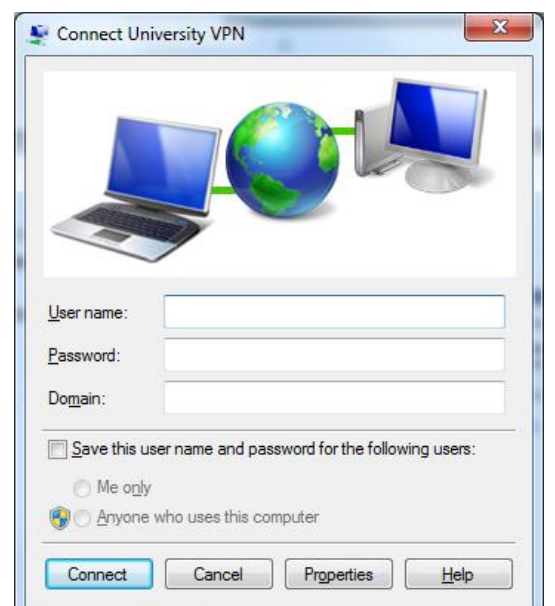 Connect University VPN
User name:
Password:
Domain:
Save this user name and password for the following users:
Me only
Anyone who uses this computer
Connect Cancel Properties Help